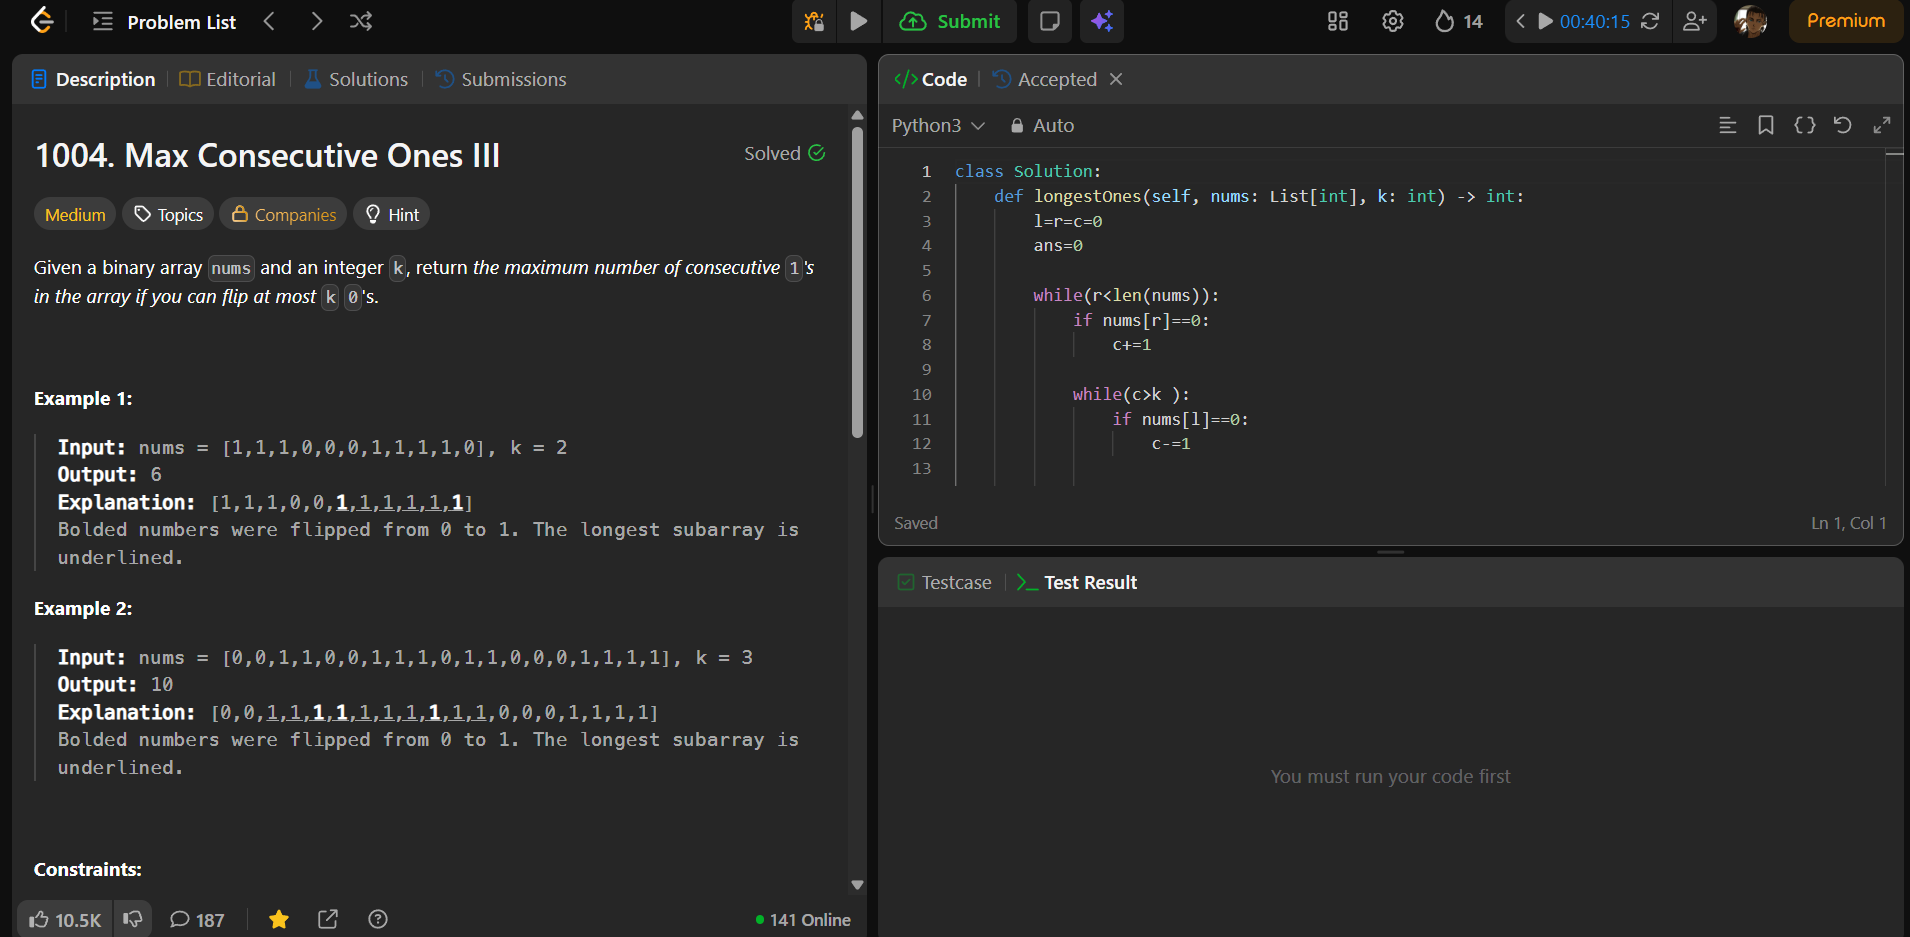 Problem List
Submit
14
00:40:15
Premium
Description
Editorial
Solutions
Submissions
1004. Max Consecutive Ones III
Solved
Medium
Topics
Companies
Hint
Given a binary array nums and an integer k, return the maximum number of consecutive 1's
in the array if you can flip at most k 0's.
Example 1:
Input: nums = [1,1,1,0,0,0,1,1,1,1,0], k = 2
Output: 6
Explanation: [1,1,1,0,0,1,1,1,1,1,1]
Bolded numbers were flipped from 0 to 1. The longest subarray is
underlined.
Example 2:
Input: nums = [0,0,1,1,0,0,1,1,1,0,1,1,0,0,0,1,1,1,1], k = 3
Output: 10
Explanation: [0,0,1,1,1,1,1,1,1,1,1,1,0,0,0,1,1,1,1]
Bolded numbers were flipped from 0 to 1. The longest subarray is
underlined.
Constraints:
10.5K
187
141 Online
</> Code
Accepted
Python3
Auto
1 class Solution:
2 def longestOnes(self, nums: List[int], k: int) -> int:
3 l=r=c=0
4 ans=0
5
6 while(r<len(nums)):
7 if nums[r]==0:
8 c+=1
9
10 while(c>k ):
11 if nums[l]==0:
12 c-=1
13
Saved
Ln 1, Col 1
Testcase
>_ Test Result
You must run your code first